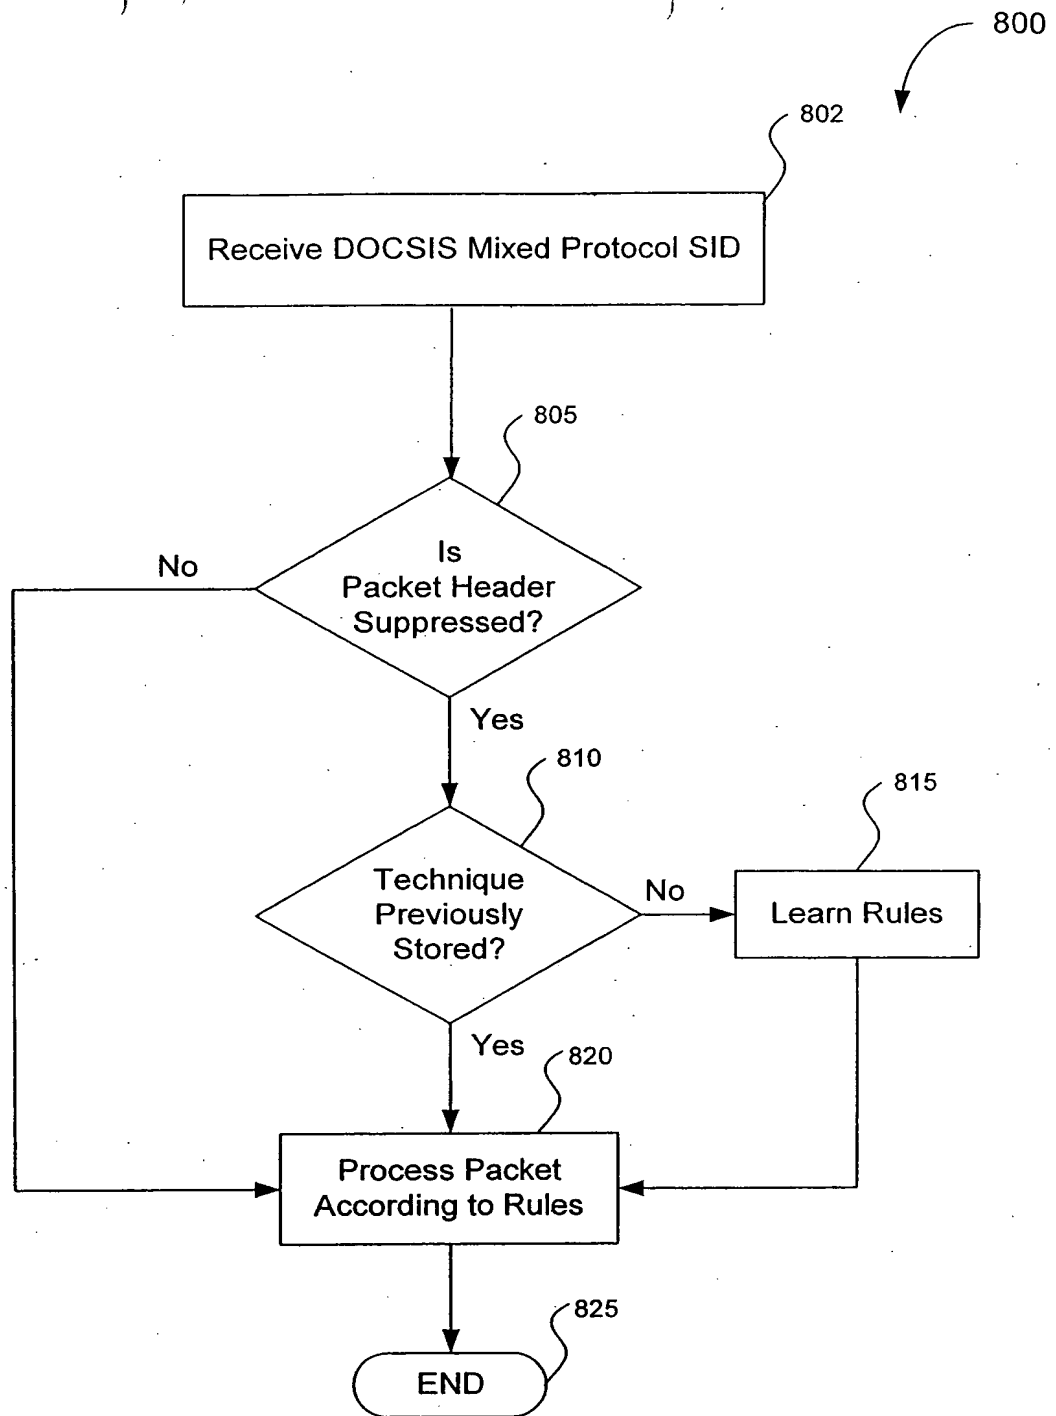 800
802
Receive DOCSIS Mixed Protocol SID
805
Is
Packet Header
Suppressed?
No
Yes
810
Technique
Previously
Stored?
No
815
Learn Rules
Yes
820
Process Packet
According to Rules
825
END